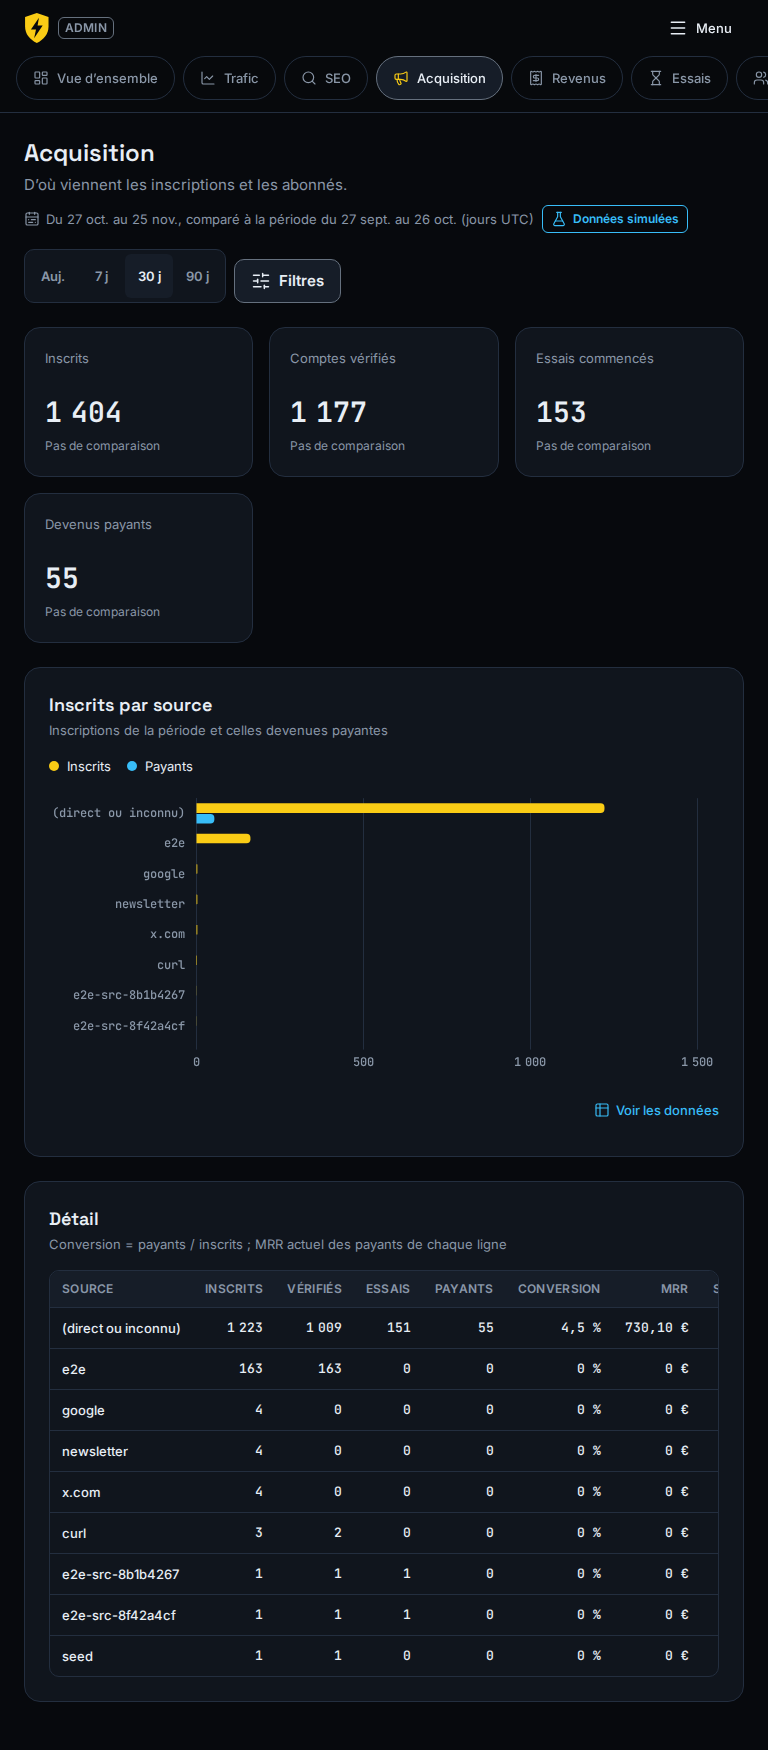 ADMIN
Menu
Vue d’ensemble
Trafic
SEO
Acquisition
Revenus
Essais
Acquisition
D’où viennent les inscriptions et les abonnés.
Du 27 oct. au 25 nov., comparé à la période du 27 sept. au 26 oct. (jours UTC)
Données simulées
Auj. 7 j 30 j 90 j
Filtres
Inscrits
1 404
Pas de comparaison
Comptes vérifiés
1 177
Pas de comparaison
Essais commencés
153
Pas de comparaison
Devenus payants
55
Pas de comparaison
Inscrits par source
Inscriptions de la période et celles devenues payantes
Inscrits Payants
(direct ou inconnu)
e2e
google
newsletter
x.com
curl
e2e-src-8b1b4267
e2e-src-8f42a4cf
0 500 1 000 1 500
Voir les données
Détail
Conversion = payants / inscrits ; MRR actuel des payants de chaque ligne
SOURCE INSCRITS VÉRIFIÉS ESSAIS PAYANTS CONVERSION MRR
(direct ou inconnu) 1 223 1 009 151 55 4,5 % 730,10 €
e2e 163 163 0 0 0 % 0 €
google 4 0 0 0 0 % 0 €
newsletter 4 0 0 0 0 % 0 €
x.com 4 0 0 0 0 % 0 €
curl 3 2 0 0 0 % 0 €
e2e-src-8b1b4267 1 1 1 0 0 % 0 €
e2e-src-8f42a4cf 1 1 1 0 0 % 0 €
seed 1 1 0 0 0 % 0 €